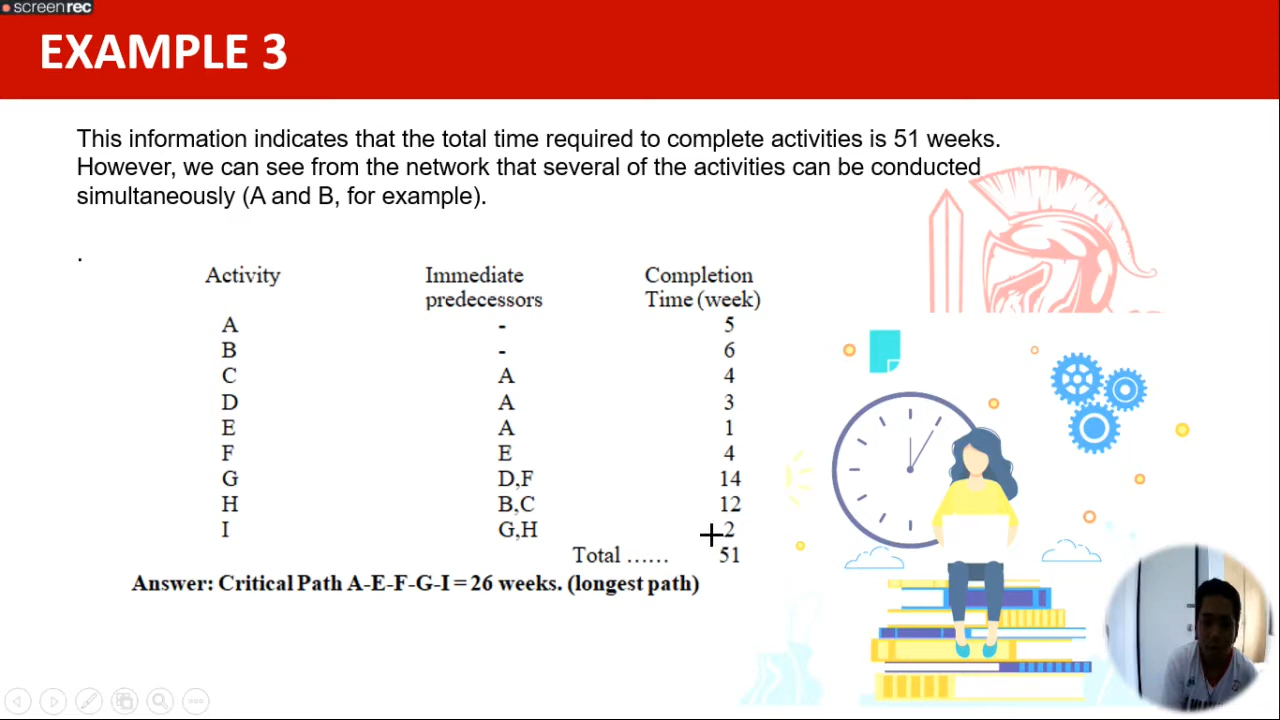 screenrec
EXAMPLE 3
This information indicates that the total time required to complete activities is 51 weeks.
However, we can see from the network that several of the activities can be conducted
simultaneously (A and B, for example).
.
Activity Immediate predecessors Completion Time (week)
A - 5
B - 6
C A 4
D A 3
E A 1
F E 4
G D,F 14
H B,C 12
I G,H 2
Total ...... 51
Answer: Critical Path A-E-F-G-I = 26 weeks. (longest path)